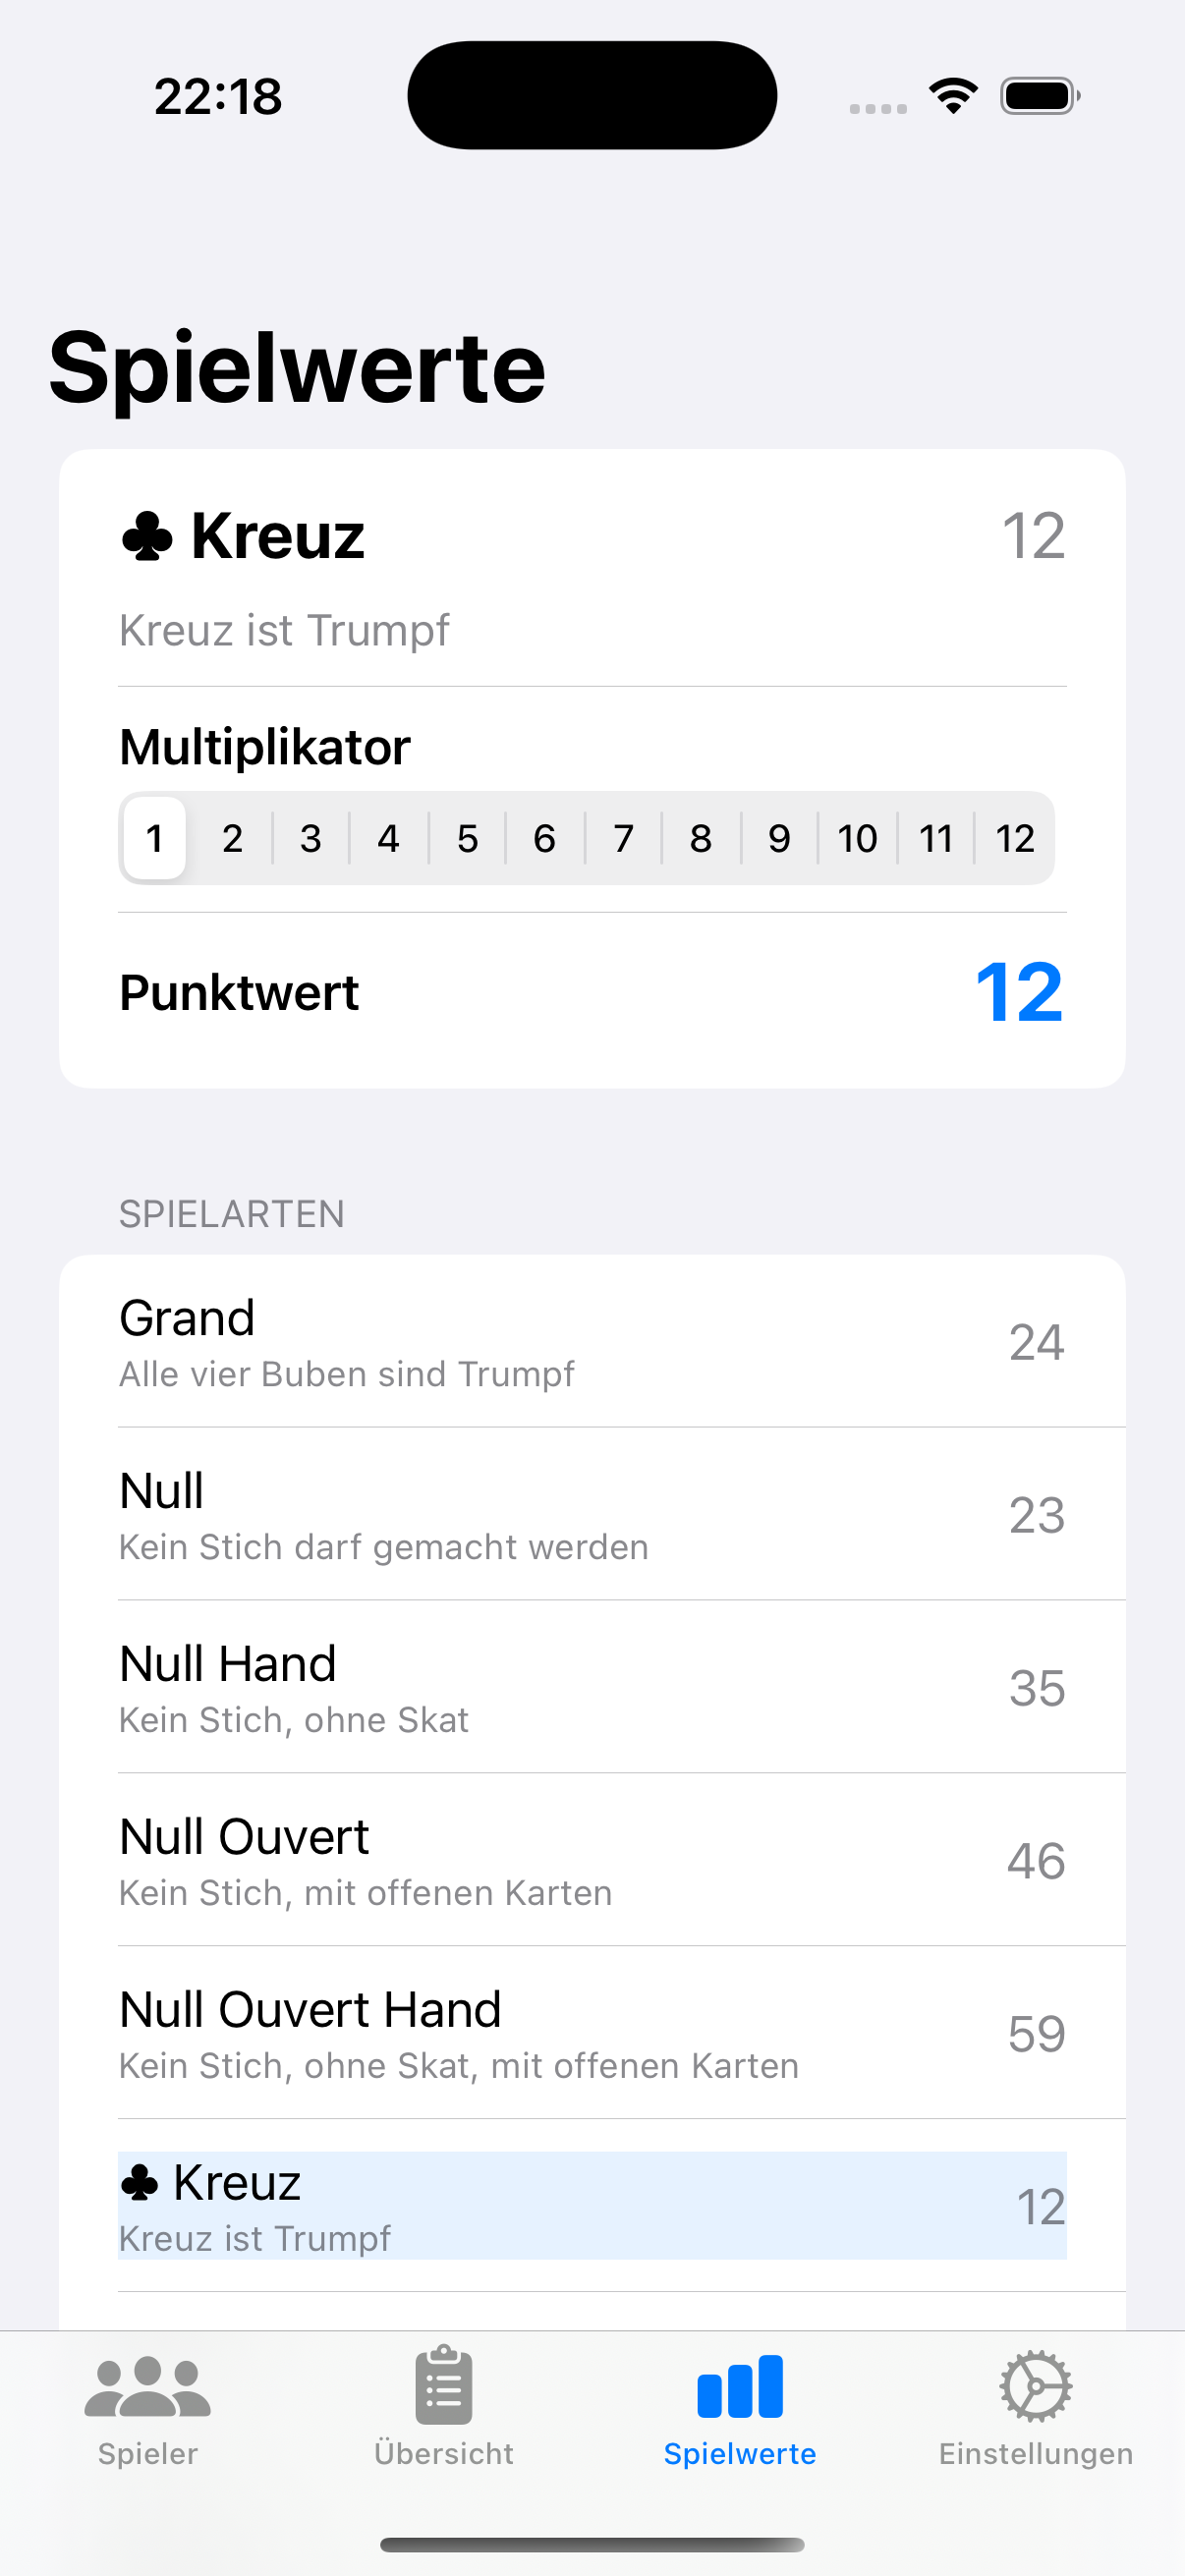 22:18
Spielwerte
Kreuz 12
Kreuz ist Trumpf
Multiplikator
1 2 3 4 5 6 7 8 9 10 11 12
Punktwert 12
SPIELARTEN
Grand 24
Alle vier Buben sind Trumpf
Null 23
Kein Stich darf gemacht werden
Null Hand 35
Kein Stich, ohne Skat
Null Ouvert 46
Kein Stich, mit offenen Karten
Null Ouvert Hand 59
Kein Stich, ohne Skat, mit offenen Karten
Kreuz 12
Kreuz ist Trumpf
Spieler Übersicht Spielwerte Einstellungen